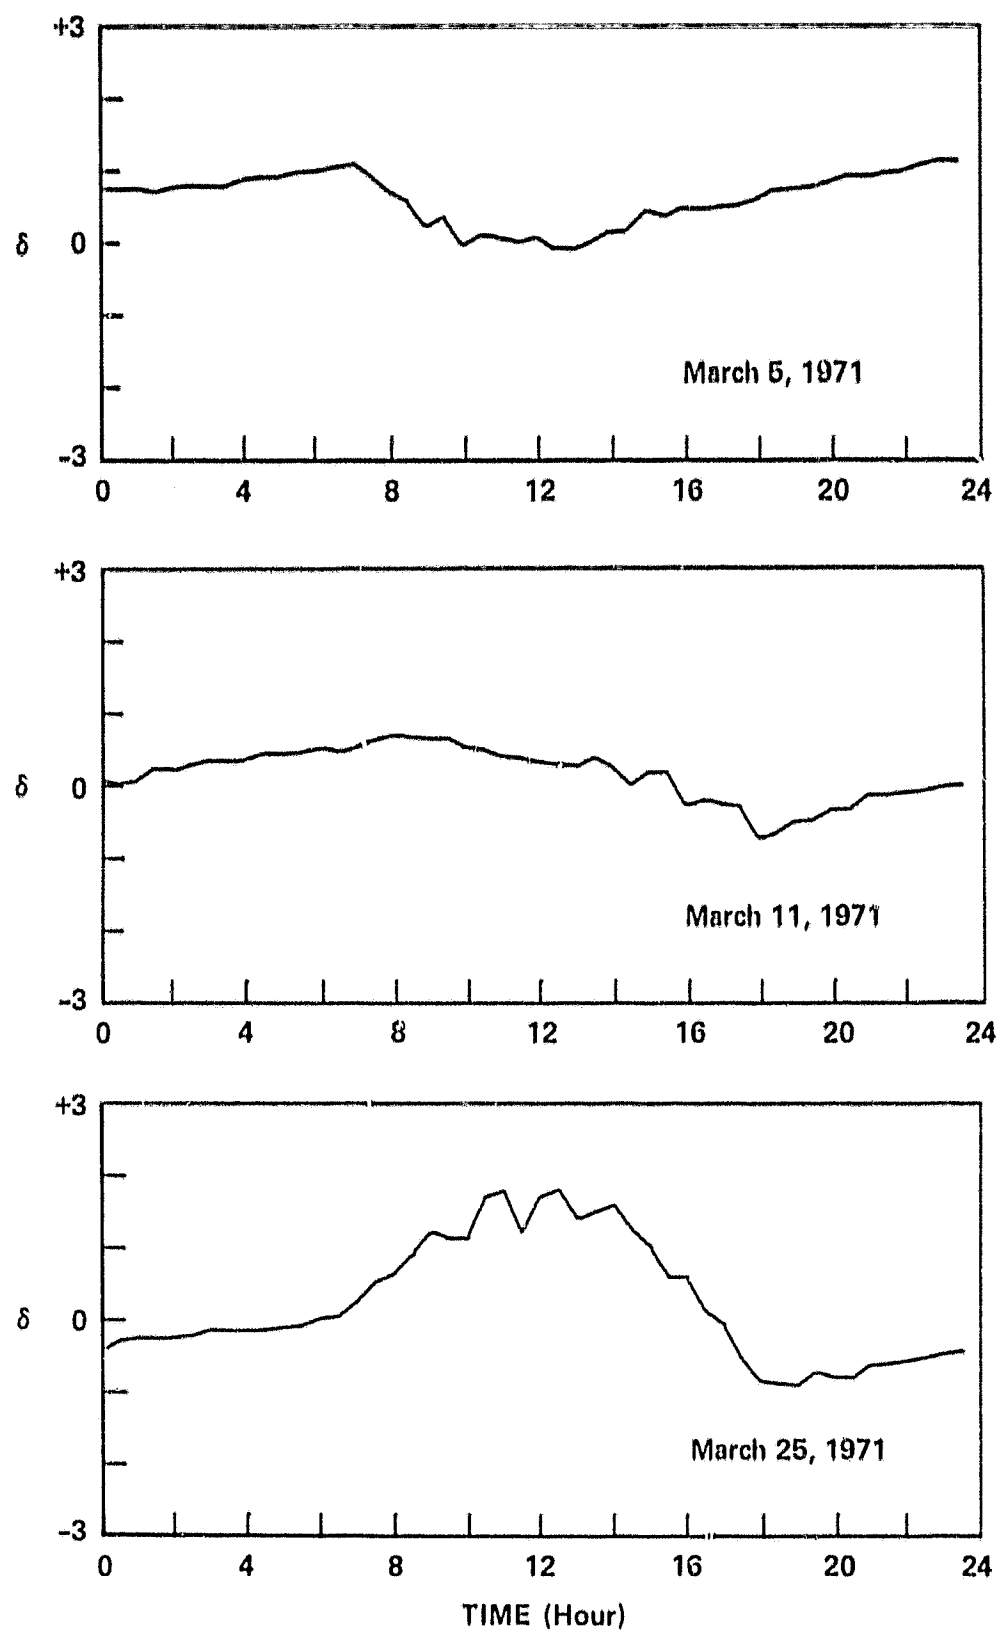 +3
δ 0
March 5, 1971
-3
0 4 8 12 16 20 24
+3
δ 0
March 11, 1971
-3
0 4 8 12 16 20 24
+3
δ 0
March 25, 1971
-3
0 4 8 12 16 20 24
TIME (Hour)